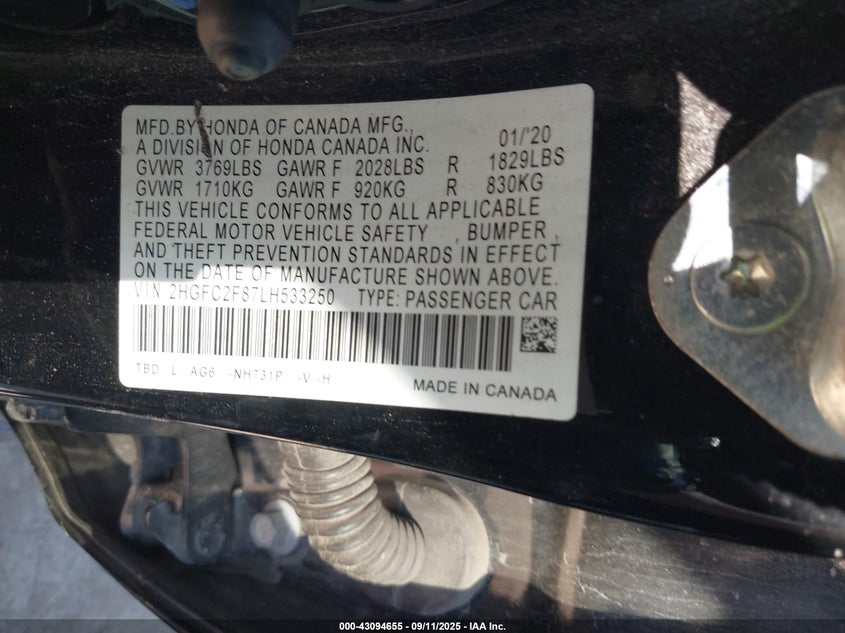 MFD.BY HONDA OF CANADA MFG.,
A DIVISION OF HONDA CANADA INC. 01/'20
GVWR 3769LBS GAWR F 2028LBS R 1829LBS
GVWR 1710KG GAWR F 920KG R 830KG
THIS VEHICLE CONFORMS TO ALL APPLICABLE
FEDERAL MOTOR VEHICLE SAFETY , BUMPER ,
AND THEFT PREVENTION STANDARDS IN EFFECT
ON THE DATE OF MANUFACTURE SHOWN ABOVE.
VIN 2HGFC2F87LH533250 TYPE: PASSENGER CAR
TBD L AG6 -NH731P -V -H MADE IN CANADA
000-43094655 - 09/11/2025 - IAA Inc.